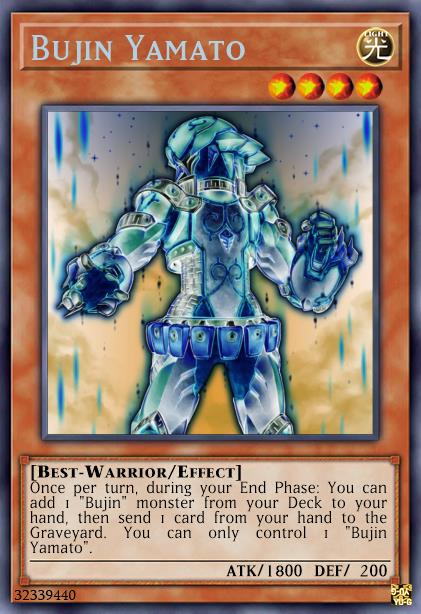 Bujin Yamato
LIGHT
光
[Best-Warrior/Effect]
Once per turn, during your End Phase: You can
add 1 "Bujin" monster from your Deck to your
hand, then send 1 card from your hand to the
Graveyard. You can only control 1 "Bujin
Yamato".
ATK/1800 DEF/ 200
32339440